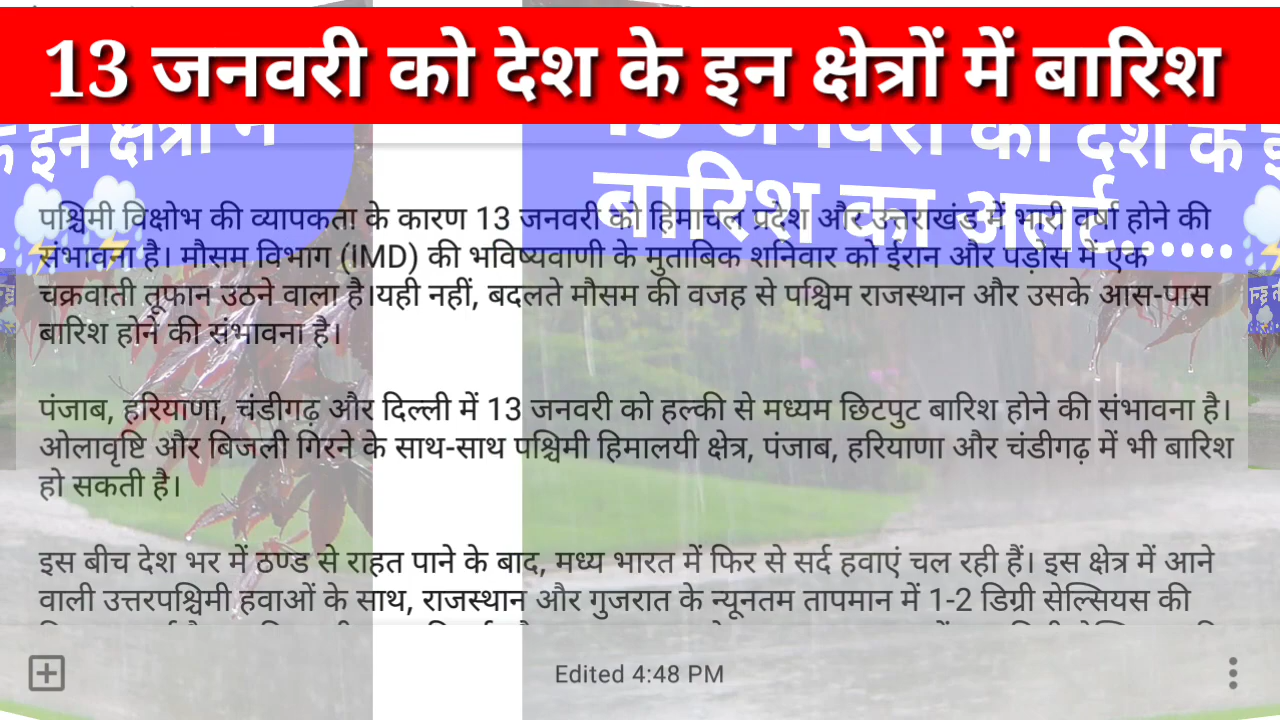 13 जनवरी को देश के इन क्षेत्रों में बारिश
के इन क्षेत्रों में
13 जनवरी को देश के इ
बारिश का अलर्ट......
पश्चिमी विक्षोभ की व्यापकता के कारण 13 जनवरी को हिमाचल प्रदेश और उत्तराखंड में भारी वर्षा होने की
संभावना है। मौसम विभाग (IMD) की भविष्यवाणी के मुताबिक शनिवार को ईरान और पड़ोस में एक
चक्रवाती तूफान उठने वाला है।यही नहीं, बदलते मौसम की वजह से पश्चिम राजस्थान और उसके आस-पास
बारिश होने की संभावना है।
पंजाब, हरियाणा, चंडीगढ़ और दिल्ली में 13 जनवरी को हल्की से मध्यम छिटपुट बारिश होने की संभावना है।
ओलावृष्टि और बिजली गिरने के साथ-साथ पश्चिमी हिमालयी क्षेत्र, पंजाब, हरियाणा और चंडीगढ़ में भी बारिश
हो सकती है।
इस बीच देश भर में ठण्ड से राहत पाने के बाद, मध्य भारत में फिर से सर्द हवाएं चल रही हैं। इस क्षेत्र में आने
वाली उत्तरपश्चिमी हवाओं के साथ, राजस्थान और गुजरात के न्यूनतम तापमान में 1-2 डिग्री सेल्सियस की
Edited 4:48 PM